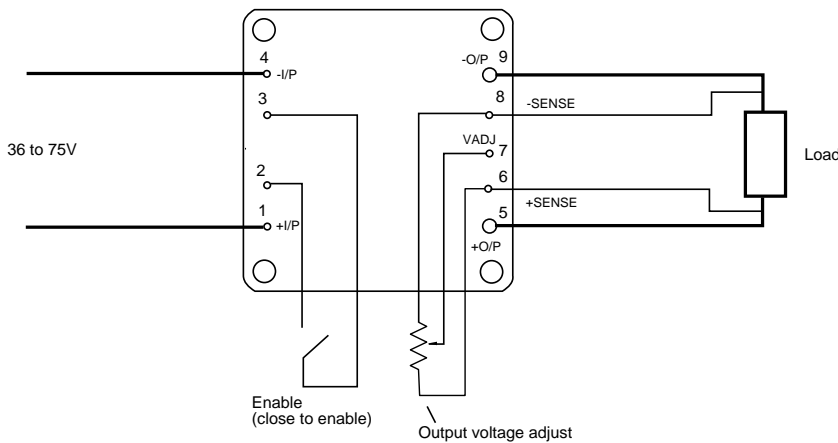 4
-I/P
3
36 to 75V
2
1
+I/P
9
-O/P
8
-SENSE
VADJ
7
6
+SENSE
5
+O/P
Load
Enable
(close to enable)
Output voltage adjust